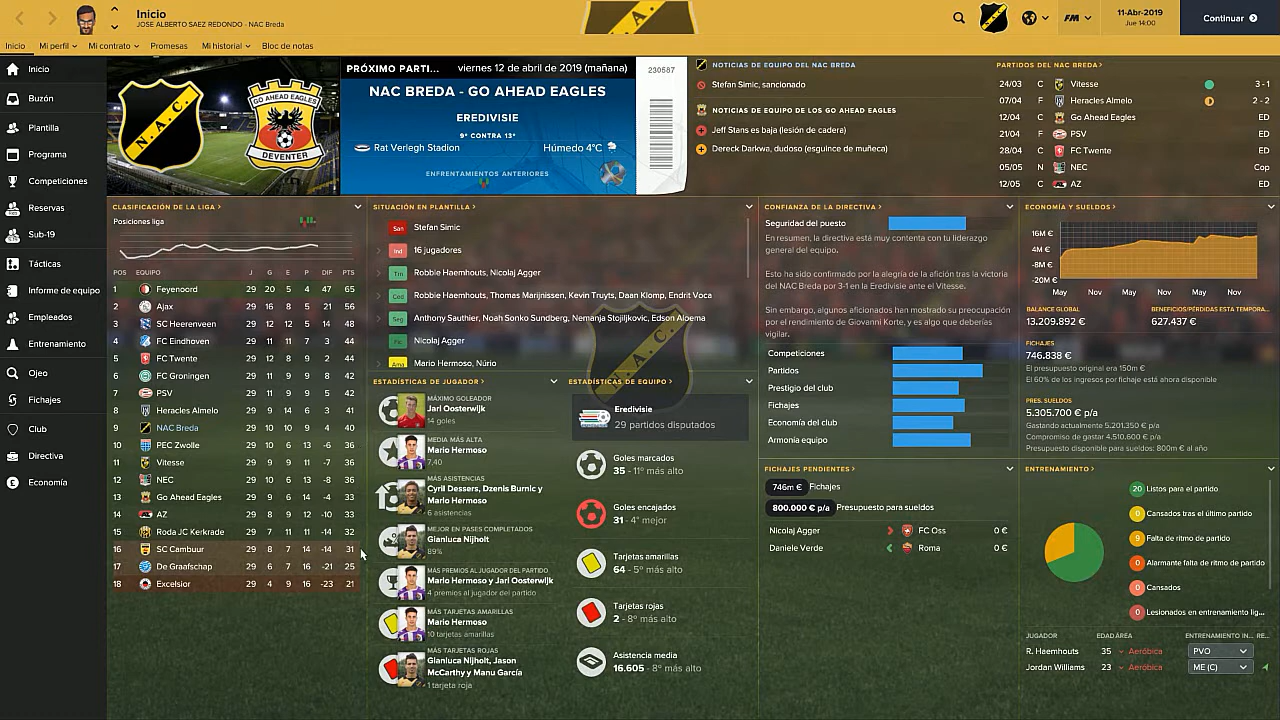 Inicio
JOSE ALBERTO SAEZ REDONDO - NAC Breda
FM
11-Abr-2019
Jue 14:00
Continuar
Inicio
Mi perfil
Mi contrato
Promesas
Mi historial
Bloc de notas
Inicio
Buzón
Plantilla
Programa
Competiciones
Reservas
Sub-19
Tácticas
Informe de equipo
Empleados
Entrenamiento
Ojeo
Fichajes
Club
Directiva
Economía
N. A. C.
GO AHEAD EAGLES
DEVENTER
PRÓXIMO PARTI... viernes 12 de abril de 2019 (mañana)
NAC BREDA - GO AHEAD EAGLES
EREDIVISIE
9º CONTRA 13º
Rat Verlegh Stadion Húmedo 4°C
ENFRENTAMIENTOS ANTERIORES
230587
NOTICIAS DE EQUIPO DEL NAC BREDA
Stefan Simic, sancionado
NOTICIAS DE EQUIPO DE LOS GO AHEAD EAGLES
Jeff Stans es baja (lesión de cadera)
Dereck Darkwa, dudoso (esguince de muñeca)
PARTIDOS DEL NAC BREDA >
24/03 C Vitesse 3 - 1
07/04 F Heracles Almelo 2 - 2
12/04 C Go Ahead Eagles ED
21/04 F PSV ED
28/04 C FC Twente ED
05/05 N NEC Cop
12/05 C AZ ED
CLASIFICACIÓN DE LA LIGA >
Posiciones liga
POS EQUIPO J G E P DIF PTS
1 Feyenoord 29 20 5 4 47 65
2 Ajax 29 16 8 5 21 56
3 SC Heerenveen 29 12 12 5 14 48
4 FC Eindhoven 29 11 11 7 3 44
5 FC Twente 29 12 8 9 2 44
6 FC Groningen 29 11 9 9 8 42
7 PSV 29 11 9 9 5 42
8 Heracles Almelo 29 9 14 6 3 41
9 NAC Breda 29 10 10 9 4 40
10 PEC Zwolle 29 10 6 13 -6 36
11 Vitesse 29 9 9 11 -7 36
12 NEC 29 10 6 13 -8 36
13 Go Ahead Eagles 29 9 6 14 -4 33
14 AZ 29 8 9 12 -10 33
15 Roda JC Kerkrade 29 7 11 11 -14 32
16 SC Cambuur 29 8 7 14 -14 31
17 De Graafschap 29 7 6 16 -21 25
18 Excelsior 29 4 9 16 -23 21
SITUACIÓN EN PLANTILLA >
San Stefan Simic
Ind 16 jugadores
Trn Robbie Haemhouts, Nicolaj Agger
Ced Robbie Haemhouts, Thomas Marijnissen, Kevin Truyts, Daan Klomp, Endrit Voca
Seg Anthony Sauthier, Noah Sonko Sundberg, Nemanja Stojiljkovic, Edson Aloema
Fic Nicolaj Agger
Ama Mario Hermoso, Núrio
ESTADÍSTICAS DE JUGADOR >
MÁXIMO GOLEADOR
Jarl Oosterwijk
14 goles
MEDIA MÁS ALTA
Mario Hermoso
7,40
MÁS ASISTENCIAS
Cyril Dessers, Dzenis Burnic y
Mario Hermoso
6 asistencias
MEJOR EN PASES COMPLETADOS
Gianluca Nijholt
89%
MÁS PREMIOS AL JUGADOR DEL PARTIDO
Mario Hermoso y Jarl Oosterwijk
4 premios al jugador del partido
MÁS TARJETAS AMARILLAS
Mario Hermoso
10 tarjetas amarillas
MÁS TARJETAS ROJAS
Gianluca Nijholt, Jason
McCarthy y Manu García
1 tarjeta roja
ESTADÍSTICAS DE EQUIPO >
Eredivisie
29 partidos disputados
Goles marcados
35 - 11º más alto
Goles encajados
31 - 4º mejor
Tarjetas amarillas
64 - 5º más alto
Tarjetas rojas
2 - 8º más alto
Asistencia media
16.605 - 8º más alto
CONFIANZA DE LA DIRECTIVA >
Seguridad del puesto
En resumen, la directiva está muy contenta con tu liderazgo
general del equipo.
Esto ha sido confirmado por la alegría de la afición tras la victoria
del NAC Breda por 3-1 en la Eredivisie ante el Vitesse.
Sin embargo, algunos aficionados han mostrado su preocupación
por el rendimiento de Giovanni Korte, y es algo que deberías
vigilar.
Competiciones
Partidos
Prestigio del club
Fichajes
Economía del club
Armonía equipo
FICHAJES PENDIENTES >
746m € Fichajes
800.000 € p/a Presupuesto para sueldos
Nicolaj Agger FC Oss 0 €
Daniele Verde Roma 0 €
ECONOMÍA Y SUELDOS >
16M €
4M €
-8M €
-20M €
May Nov May Nov May Nov
BALANCE GLOBAL
13.209.892 €
BENEFICIOS/PÉRDIDAS ESTA TEMPORA...
627.437 €
FICHAJES
746.838 €
El presupuesto original era 150m €
El 60% de los ingresos por fichaje está ahora disponible
PRES. SUELDOS
5.305.700 € p/a
Gastando actualmente 5.201.350 € p/a
Compromiso de gastar 4.510.600 € p/a
Presupuesto disponible para sueldos: 800m € al año
ENTRENAMIENTO >
20 Listos para el partido
0 Cansados tras el último partido
9 Falta de ritmo de partido
0 Alarmante falta de ritmo de partido
0 Cansados
0 Lesionados en entrenamiento lig...
JUGADOR EDAD ÁREA ENTRENAMIENTO IN... RE...
R. Haemhouts 35 Aeróbica PVO
Jordan Williams 23 Aeróbica ME (C)